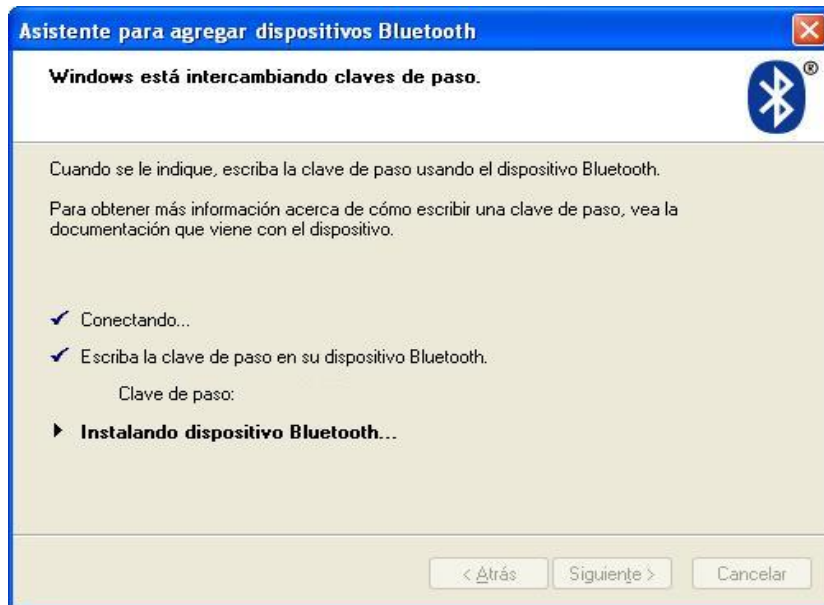 Asistente para agregar dispositivos Bluetooth
Windows está intercambiando claves de paso.
®
Cuando se le indique, escriba la clave de paso usando el dispositivo Bluetooth.
Para obtener más información acerca de cómo escribir una clave de paso, vea la
documentación que viene con el dispositivo.
Conectando...
Escriba la clave de paso en su dispositivo Bluetooth.
Clave de paso:
Instalando dispositivo Bluetooth...
< Atrás
Siguiente >
Cancelar